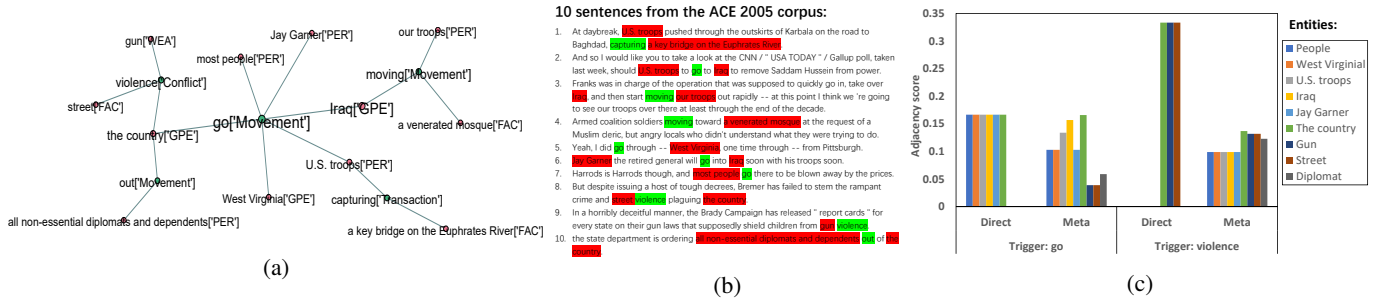 gun['WEA']
Jay Garner['PER']
our troops['PER']
most people['PER']
violence['Conflict']
moving['Movement']
street['FAC']
Iraq['GPE']
go['Movement']
the country['GPE']
a venerated mosque['FAC']
U.S. troops['PER']
out['Movement']
West Virginia['GPE']
capturing['Transaction']
all non-essential diplomats and dependents['PER']
a key bridge on the Euphrates River['FAC']
(a)
10 sentences from the ACE 2005 corpus:
1. At daybreak, U.S. troops pushed through the outskirts of Karbala on the road to
Baghdad, capturing a key bridge on the Euphrates River.
2. And so I would like you to take a look at the CNN / " USA TODAY " / Gallup poll, taken
last week, should U.S. troops to go to Iraq to remove Saddam Hussein from power.
3. Franks was in charge of the operation that was supposed to quickly go in, take over
Iraq, and then start moving our troops out rapidly -- at this point I think we 're going
to see our troops over there at least through the end of the decade.
4. Armed coalition soldiers moving toward a venerated mosque at the request of a
Muslim cleric, but angry locals who didn't understand what they were trying to do.
5. Yeah, I did go through -- West Virginia, one time through -- from Pittsburgh.
6. Jay Garner the retired general will go into Iraq soon with his troops soon.
7. Harrods is Harrods though, and most people go there to be blown away by the prices.
8. But despite issuing a host of tough decrees, Bremer has failed to stem the rampant
crime and street violence plaguing the country.
9. In a horribly deceitful manner, the Brady Campaign has released " report cards " for
every state on their gun laws that supposedly shield children from gun violence
10. the state department is ordering all non-essential diplomats and dependents out of the
country.
(b)
0.35
0.3
0.25
0.2
0.15
0.1
0.05
0
Adjacency score
Direct Meta Direct Meta
Trigger: go Trigger: violence
Entities:
People
West Virginial
U.S. troops
Iraq
Jay Garner
The country
Gun
Street
Diplomat
(c)